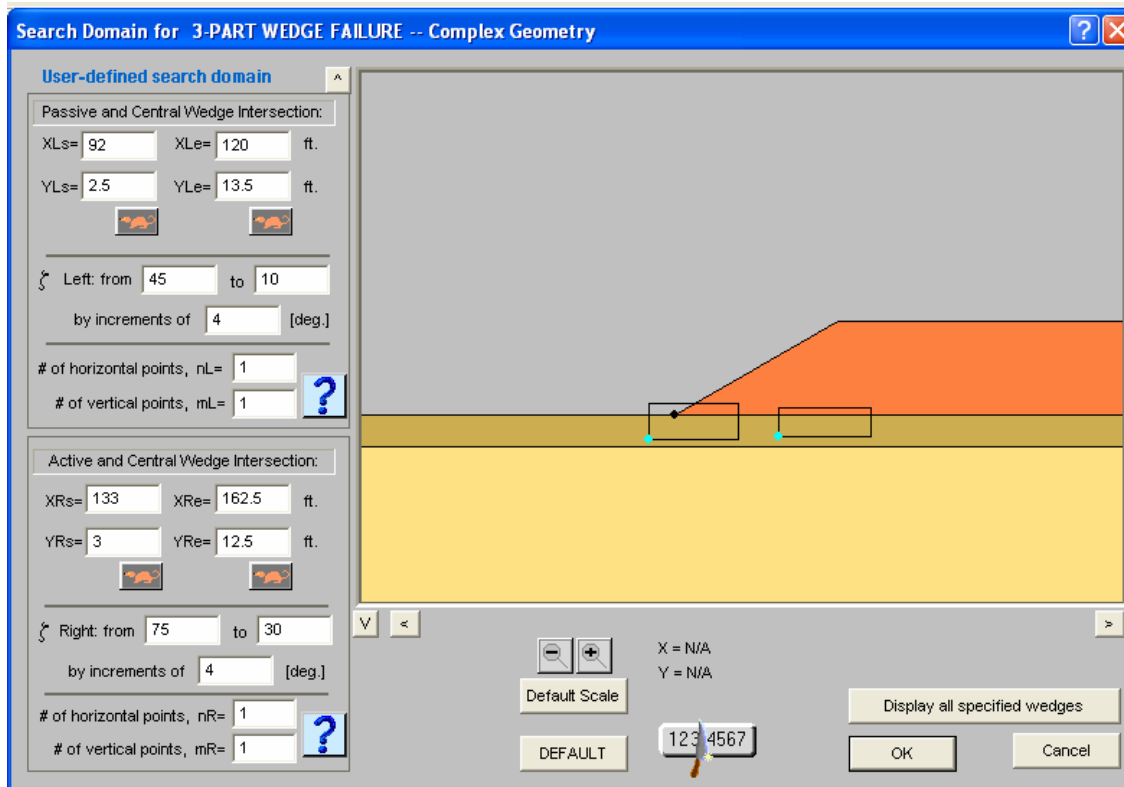 Search Domain for 3-PART WEDGE FAILURE -- Complex Geometry
?
User-defined search domain
^
Passive and Central Wedge Intersection:
XLs= 92 XLe= 120 ft.
YLs= 2.5 YLe= 13.5 ft.
ζ Left: from 45 to 10
by increments of 4 [deg.]
# of horizontal points, nL= 1
# of vertical points, mL= 1
?
Active and Central Wedge Intersection:
XRs= 133 XRe= 162.5 ft.
YRs= 3 YRe= 12.5 ft.
ζ Right: from 75 to 30
by increments of 4 [deg.]
# of horizontal points, nR= 1
# of vertical points, mR= 1
?
V < >
X = N/A
Y = N/A
Default Scale
DEFAULT
123 4567
Display all specified wedges
OK
Cancel